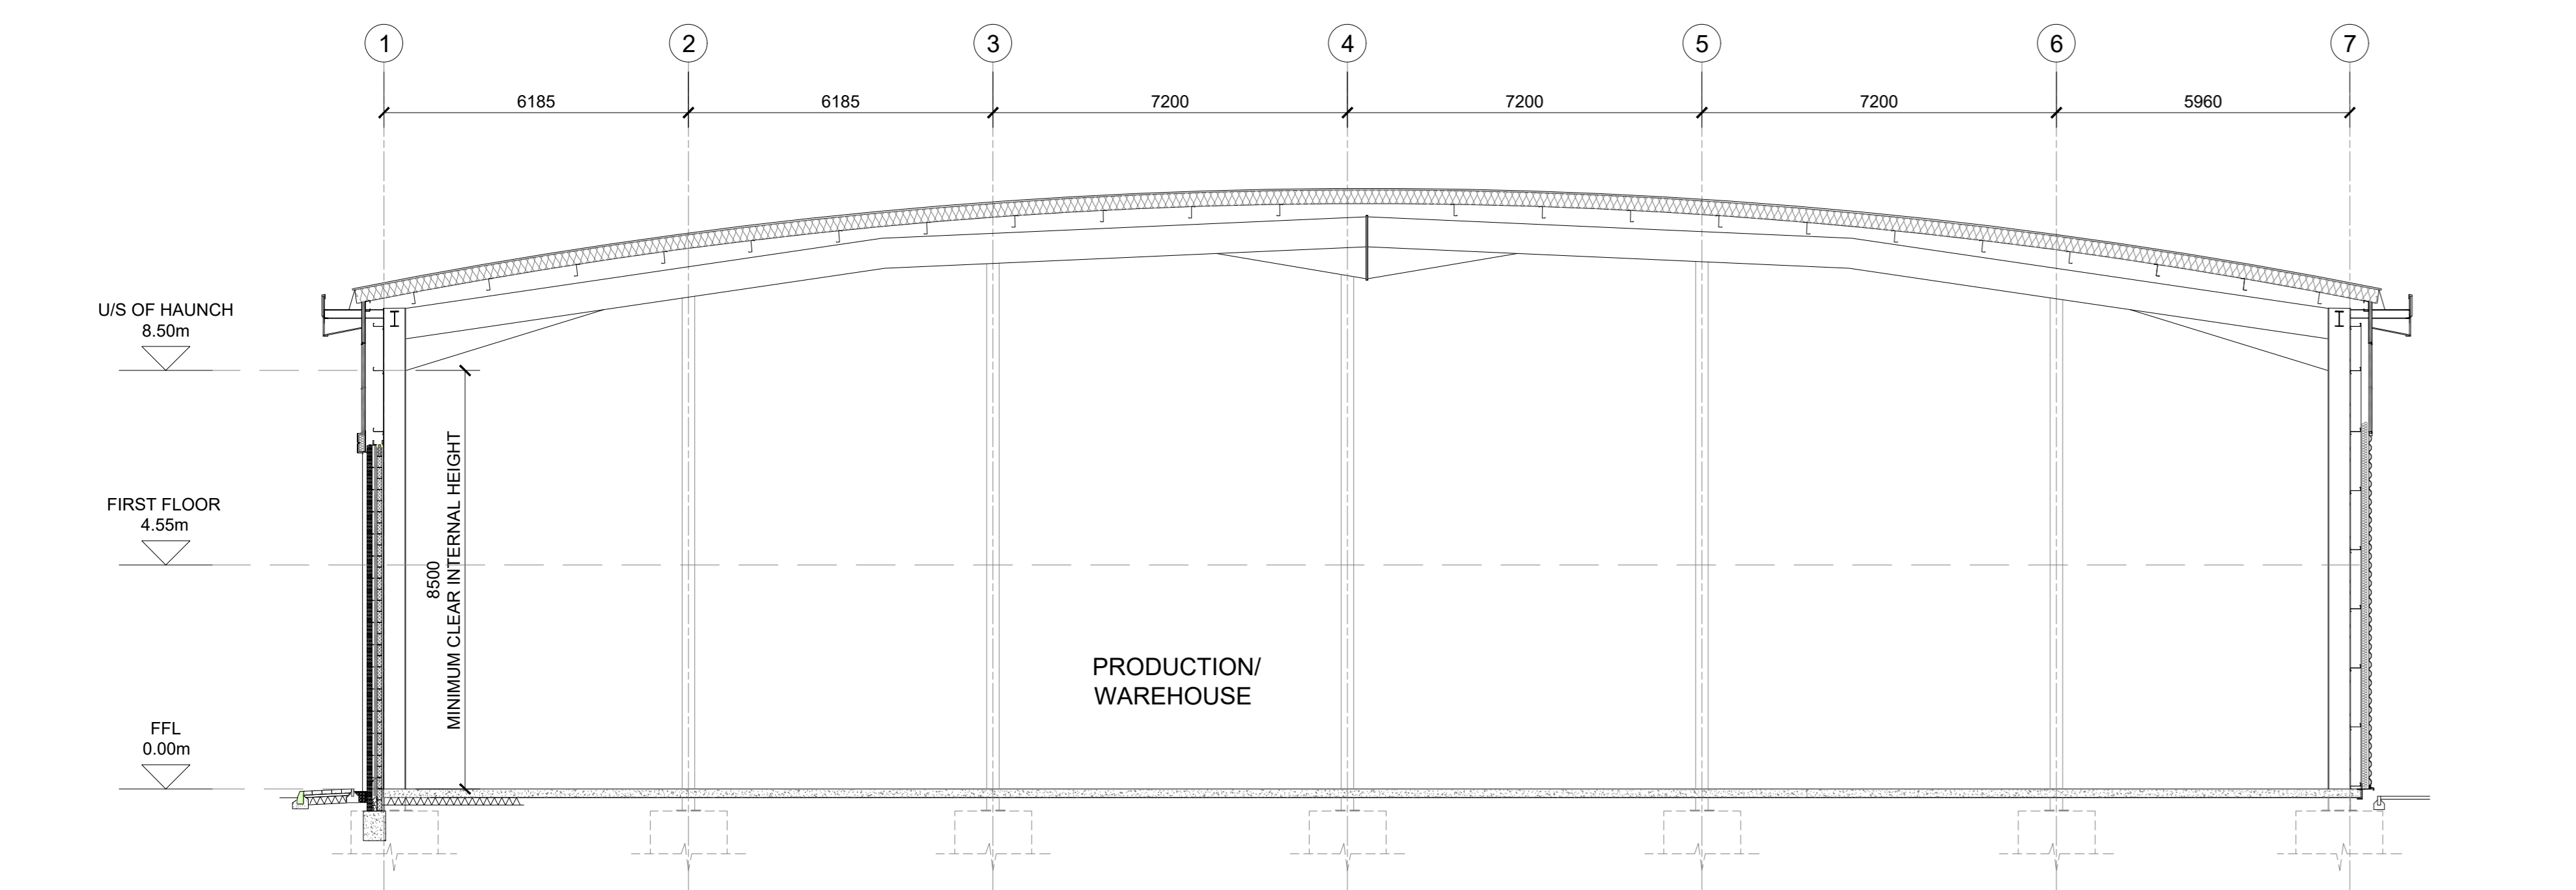 1
2
3
4
5
6
7
6185
6185
7200
7200
7200
5960
U/S OF HAUNCH
8.50m
FIRST FLOOR
4.55m
FFL
0.00m
8500
MINIMUM CLEAR INTERNAL HEIGHT
PRODUCTION/
WAREHOUSE